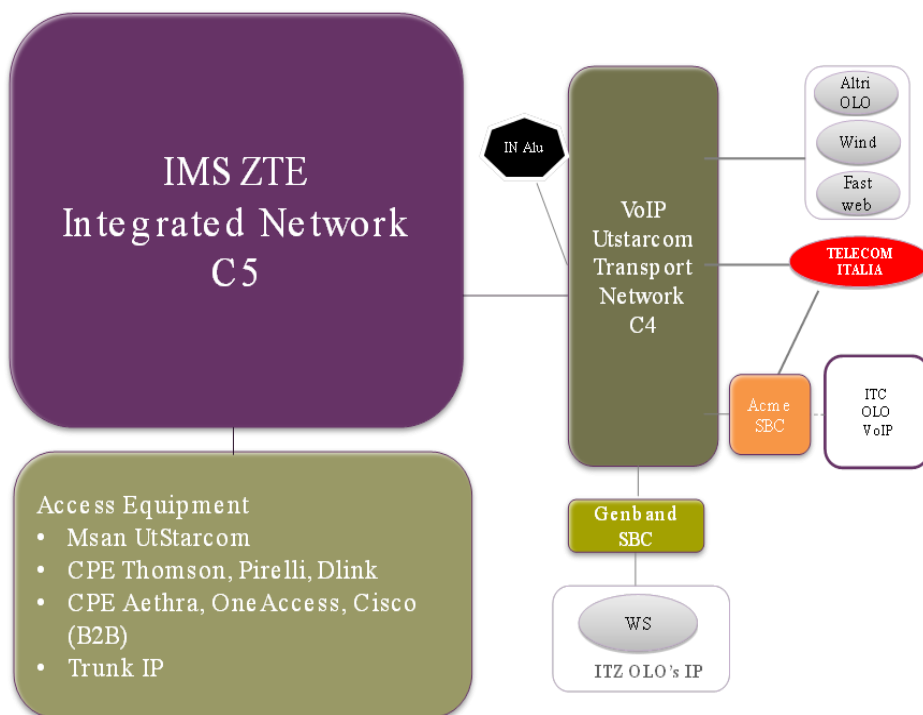 IMS ZTE
Integrated Network
C5
IN Alu
VoIP
Utstarcom
Transport
Network
C4
Altri
OLO
Wind
Fast
web
TELECOM
ITALIA
Acme
SBC
ITC
OLO
VoIP
Genband
SBC
WS
ITZ OLO's IP
Access Equipment
• Msan UtStarcom
• CPE Thomson, Pirelli, Dlink
• CPE Aethra, OneAccess, Cisco
(B2B)
• Trunk IP